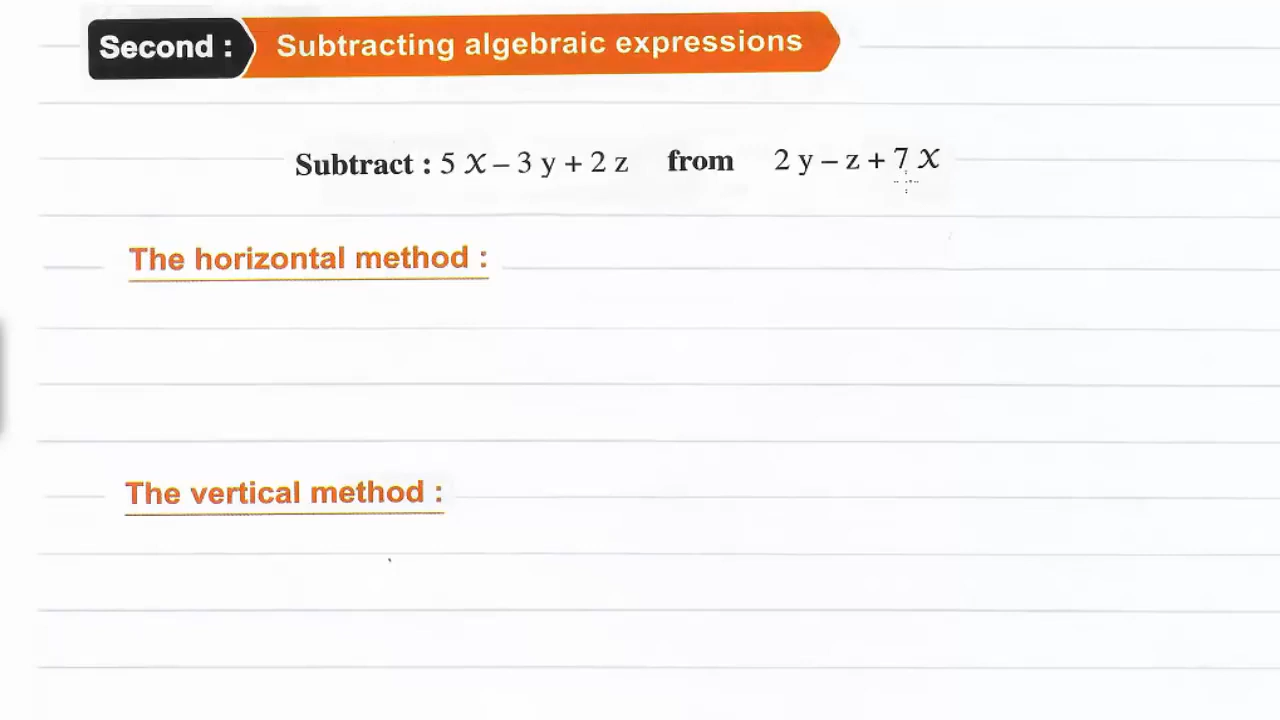 Second : Subtracting algebraic expressions
Subtract : 5 x – 3 y + 2 z from 2 y – z + 7 x
The horizontal method :
The vertical method :